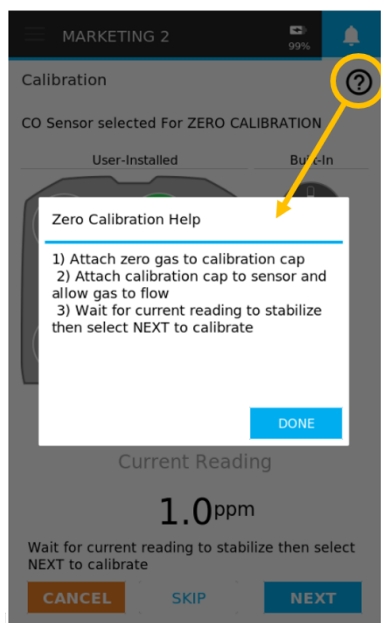 MARKETING 2
99%
Calibration
?
CO Sensor selected For ZERO CALIBRATION
User-Installed Built-In
Zero Calibration Help
1) Attach zero gas to calibration cap
2) Attach calibration cap to sensor and
allow gas to flow
3) Wait for current reading to stabilize
then select NEXT to calibrate
DONE
Current Reading
1.0ppm
Wait for current reading to stabilize then select
NEXT to calibrate
CANCEL SKIP NEXT